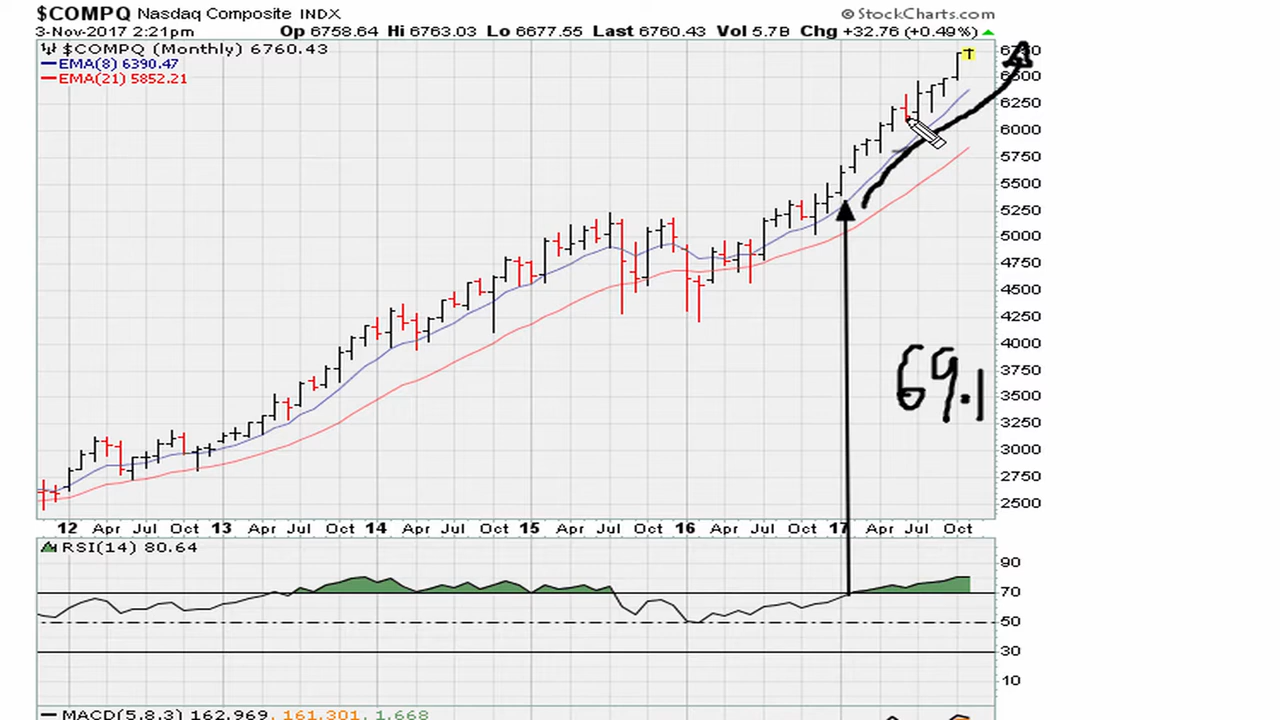 $COMPQ Nasdaq Composite INDX © StockCharts.com
3-Nov-2017 2:21pm Op 6758.64 Hi 6763.03 Lo 6677.55 Last 6760.43 Vol 5.7B Chg +32.76 (+0.49%)
$COMPQ (Monthly) 6760.43
EMA(8) 6390.47
EMA(21) 5852.21
6500
6250
6000
5750
5500
5250
5000
4750
4500
4250
4000
3750
69.1
3500
3250
3000
2750
2500
12 Apr Jul Oct 13 Apr Jul Oct 14 Apr Jul Oct 15 Apr Jul Oct 16 Apr Jul Oct 17 Apr Jul Oct
RSI(14) 80.64
90
70
50
30
10
MACD(5,8,3) 162.969, 161.301, 1.668